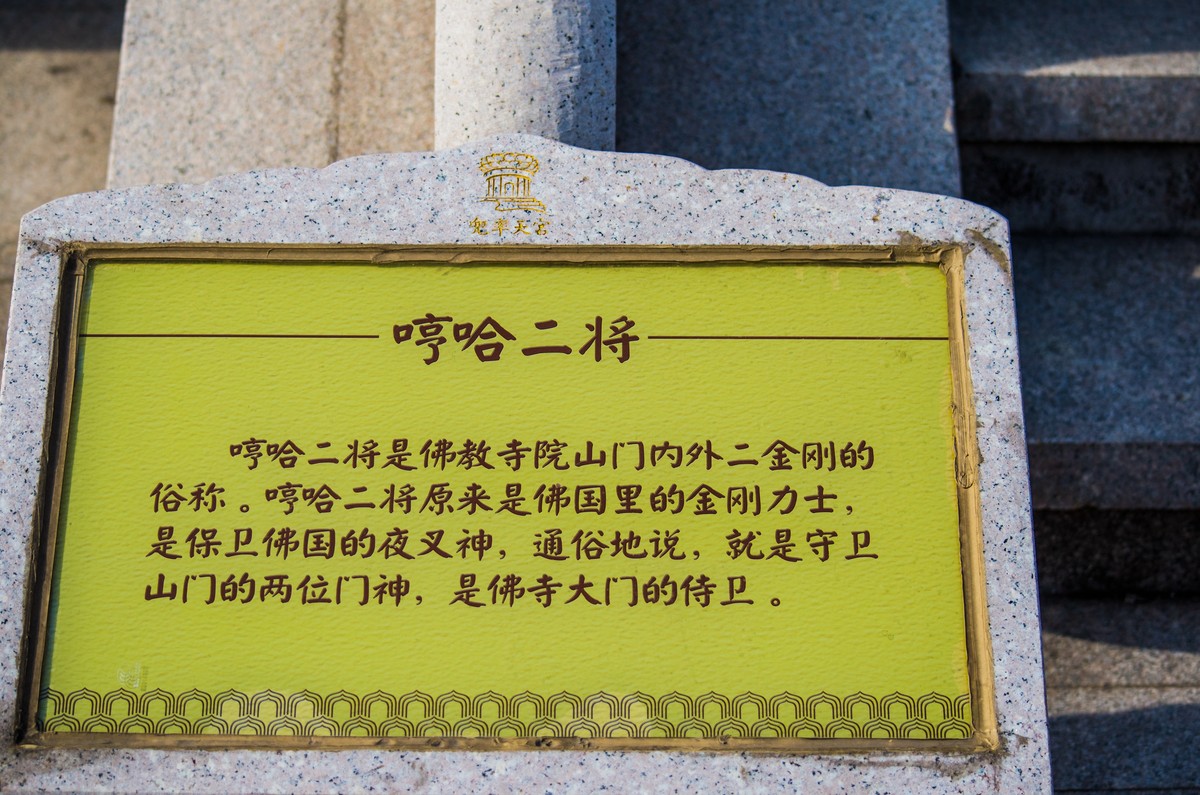 兜率天宫
哼哈二将
哼哈二将是佛教寺院山门内外二金刚的
俗称。哼哈二将原来是佛国里的金刚力士，
是保卫佛国的夜叉神，通俗地说，就是守卫
山门的两位门神，是佛寺大门的侍卫。